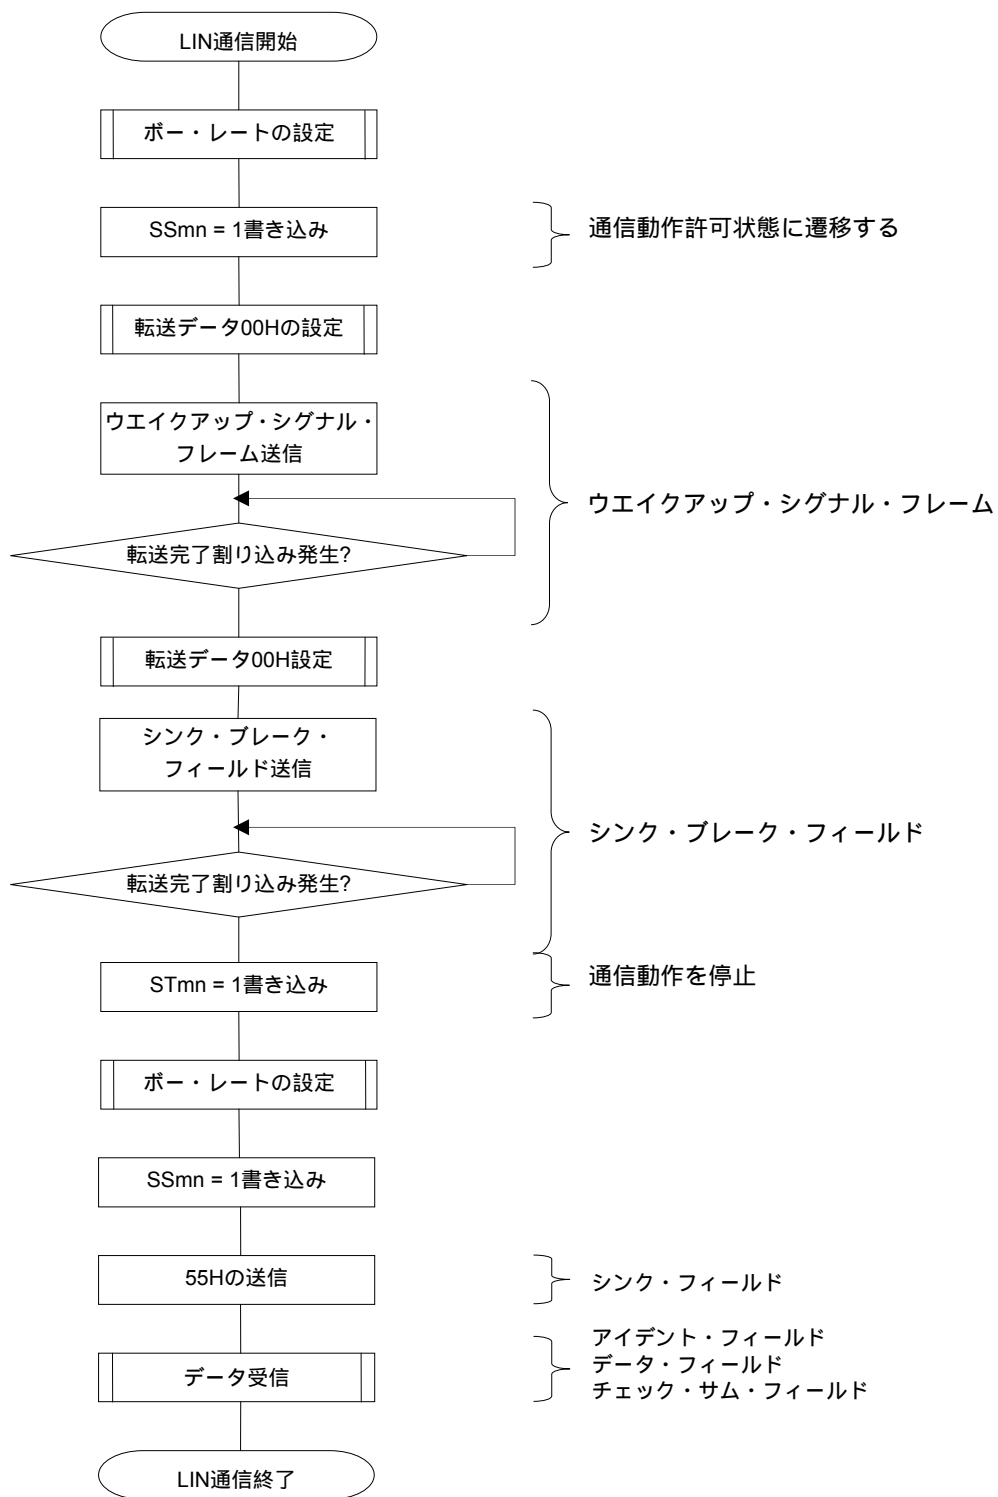 LIN通信開始
ボー・レートの設定
SSmn = 1書き込み
通信動作許可状態に遷移する
転送データ00Hの設定
ウエイクアップ・シグナル・
フレーム送信
ウエイクアップ・シグナル・フレーム
転送完了割り込み発生?
転送データ00H設定
シンク・ブレーク・
フィールド送信
シンク・ブレーク・フィールド
転送完了割り込み発生?
STmn = 1書き込み
通信動作を停止
ボー・レートの設定
SSmn = 1書き込み
55Hの送信
シンク・フィールド
データ受信
アイデント・フィールド
データ・フィールド
チェック・サム・フィールド
LIN通信終了